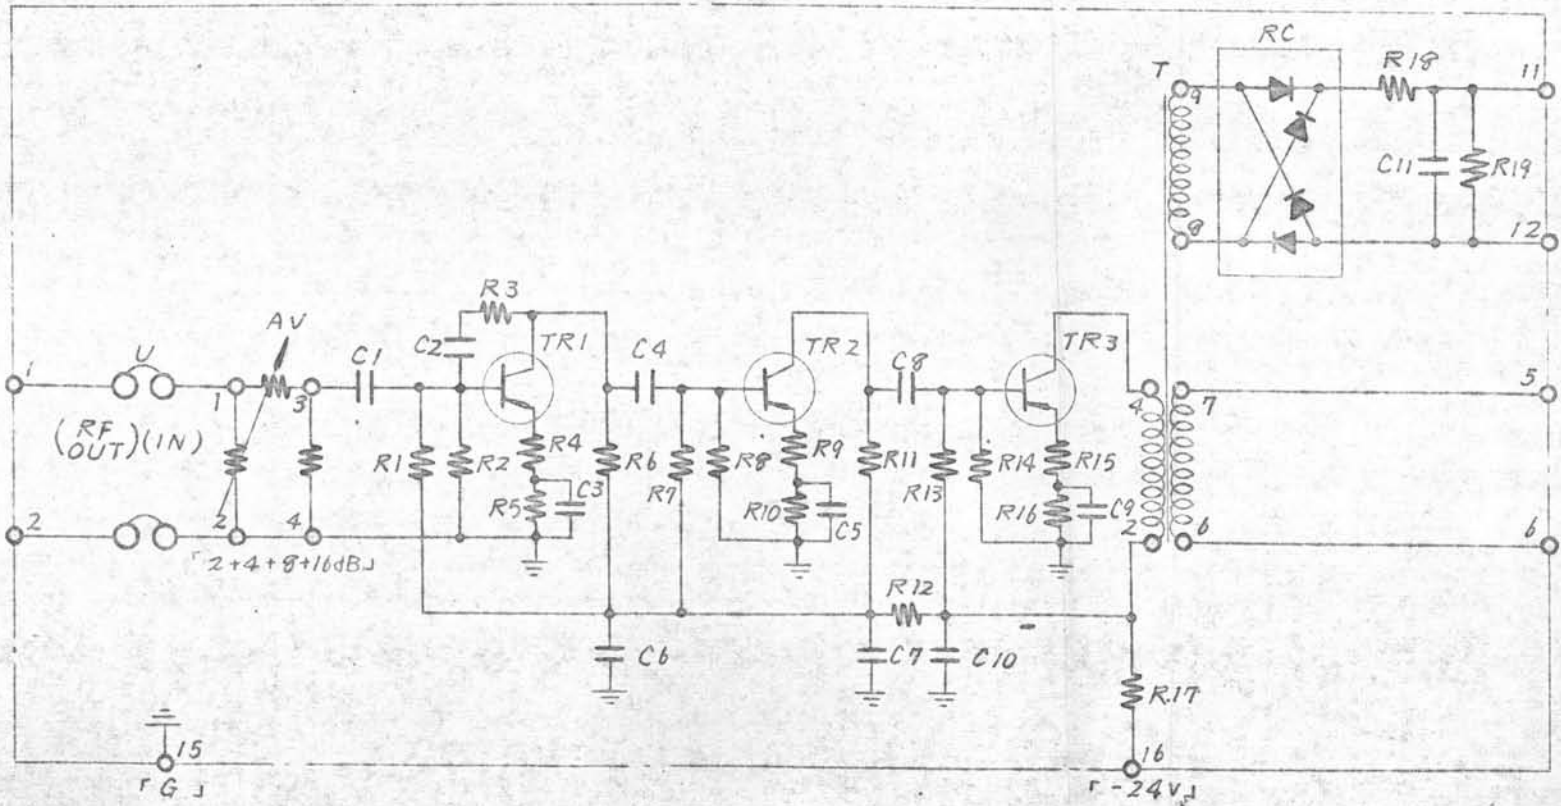 RC
T
R18
11
9
C11
R19
8
12
R3
AV
U
C1
C2
TR1
C4
TR2
C8
TR3
1
1
3
4
7
5
(RF OUT)(IN)
R1
R2
R4
R6
R7
R8
R9
R11
R13
R14
R15
R5
C3
R10
C5
R16
C9
2
2
4
2
6
6
「2+4+8+16dB」
R12
C6
C7
C10
R17
15
16
「G」
「-24V」